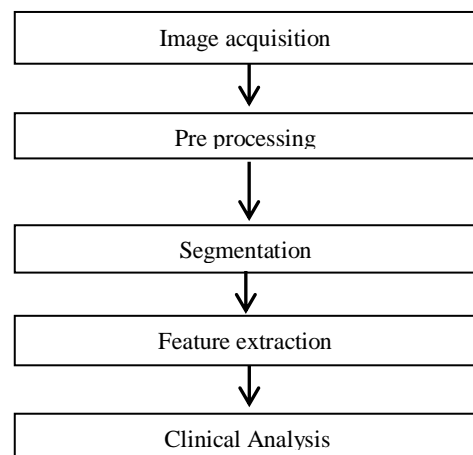 Image acquisition
Pre processing
Segmentation
Feature extraction
Clinical Analysis